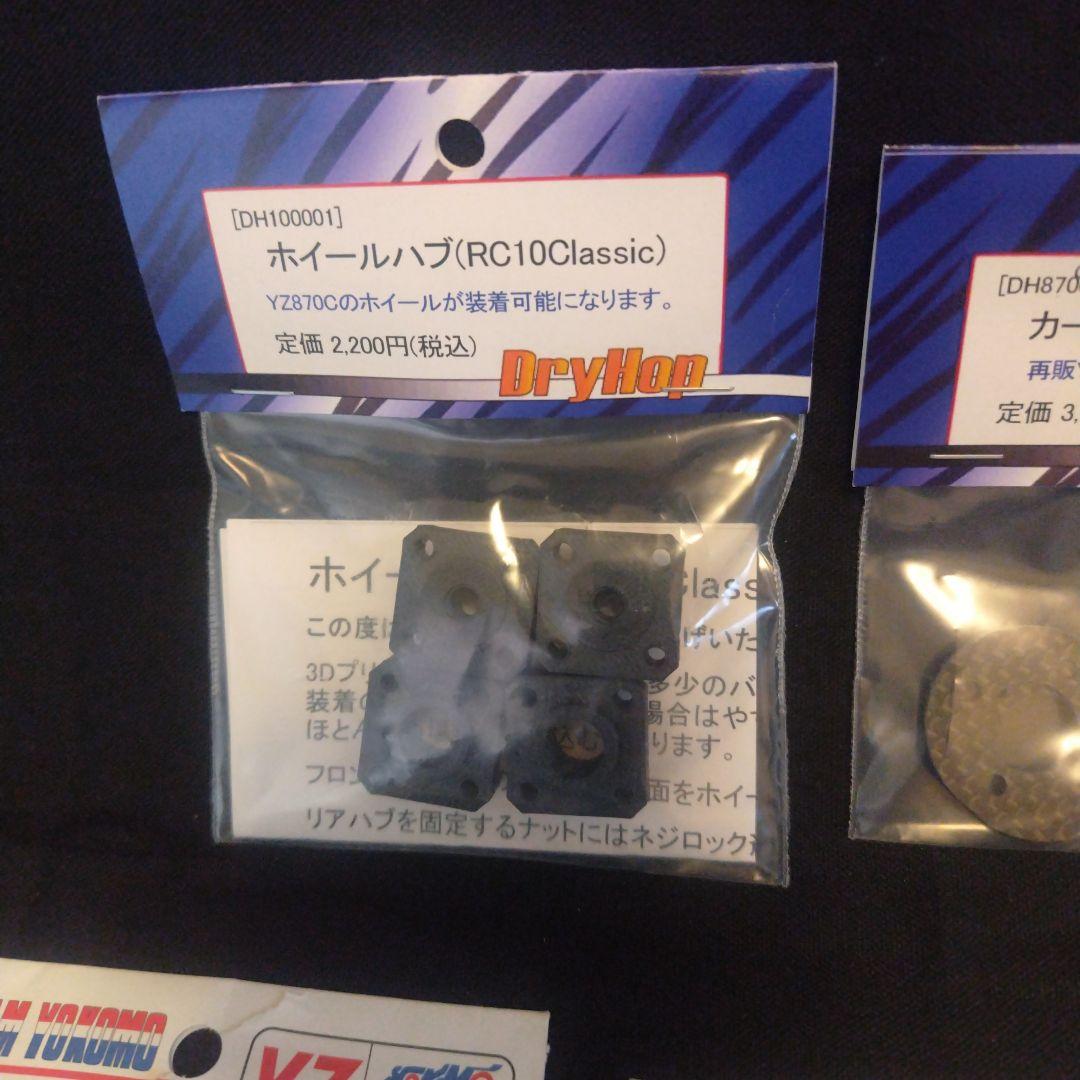 [DH100001]
ホイールハブ(RC10Classic)
YZ870Cのホイールが装着可能になります。
定価 2,200円(税込)
DryHop
ホイー
Class
この度は
げいた
3Dプリ
多少のバ
装着の
場合はや
ほとん
ります。
フロン
面をホイー
リアハブを固定するナットにはネジロック
[DH870
カー
再販
定価 3,
YOKOMO
YZ